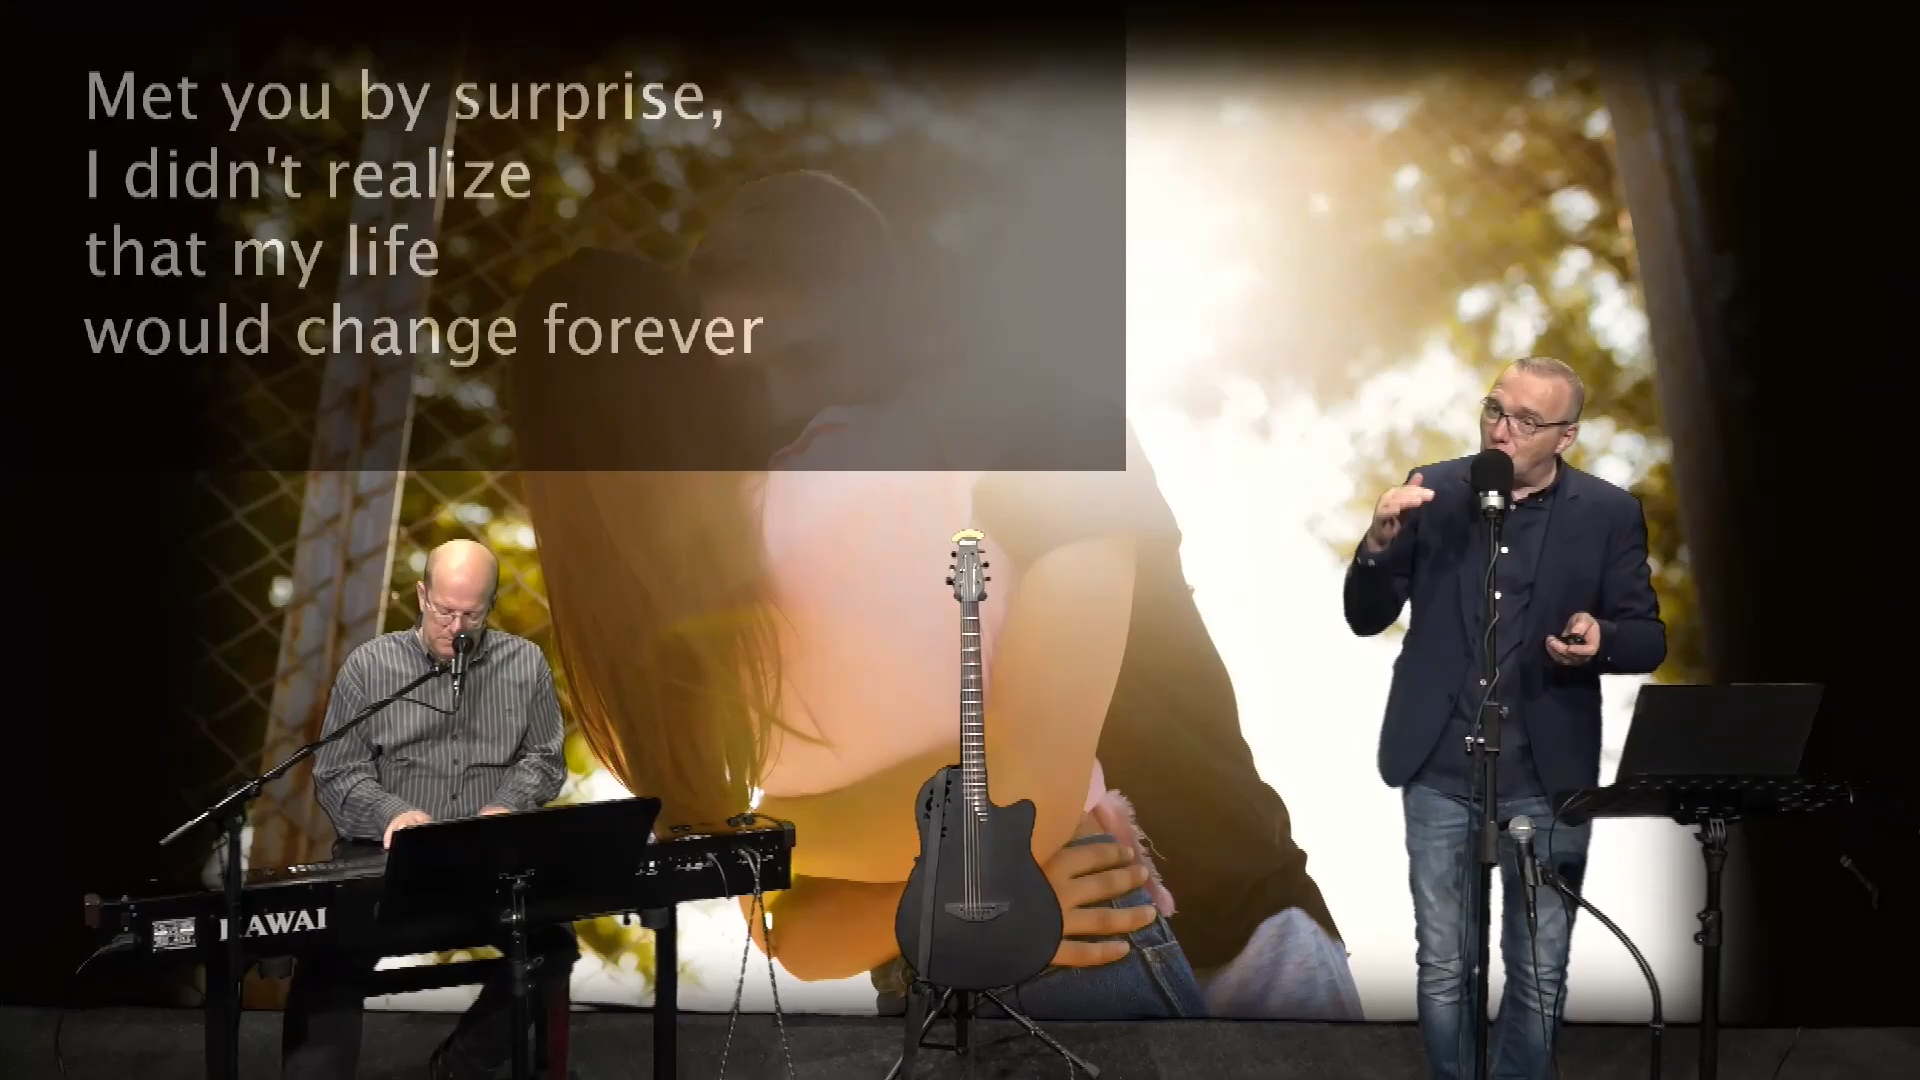 Met you by surprise,
I didn't realize
that my life
would change forever
KAWAI